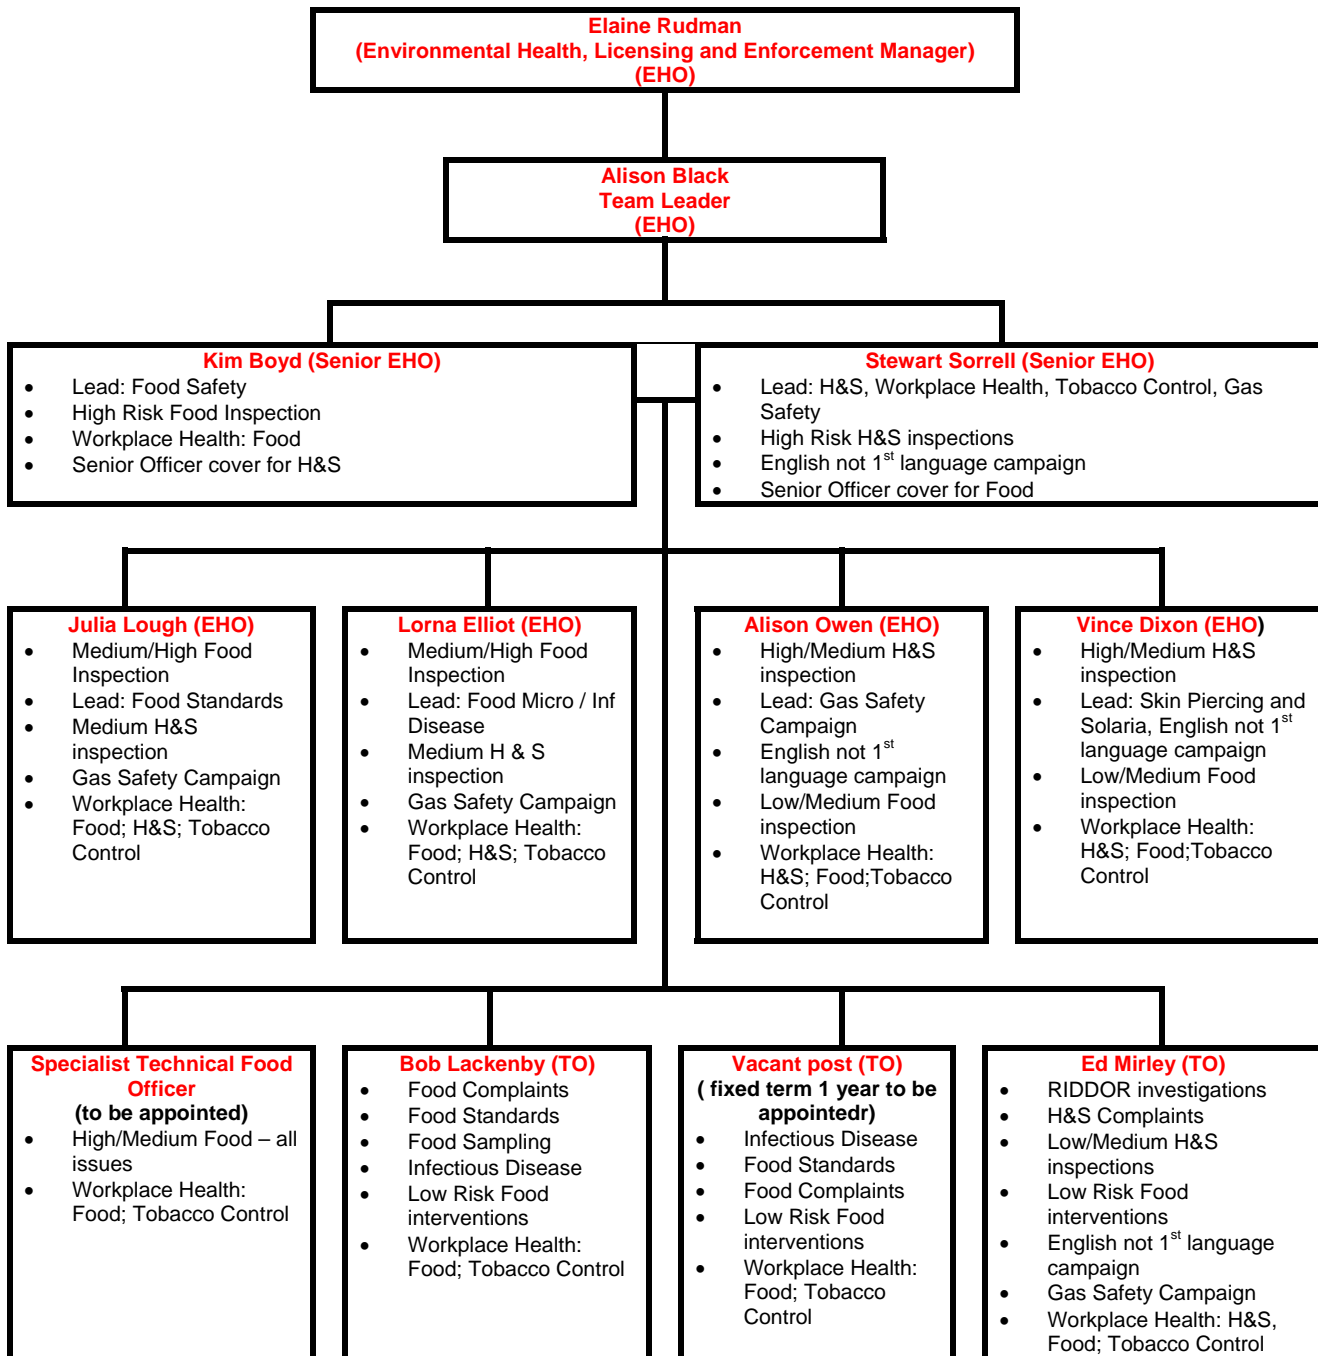 Elaine Rudman
(Environmental Health, Licensing and Enforcement Manager)
(EHO)
Alison Black
Team Leader
(EHO)
Kim Boyd (Senior EHO)
• Lead: Food Safety
• High Risk Food Inspection
• Workplace Health: Food
• Senior Officer cover for H&S
Stewart Sorrell (Senior EHO)
• Lead: H&S, Workplace Health, Tobacco Control, Gas
Safety
• High Risk H&S inspections
• English not 1st language campaign
• Senior Officer cover for Food
Julia Lough (EHO)
• Medium/High Food
Inspection
• Lead: Food Standards
• Medium H&S
inspection
• Gas Safety Campaign
• Workplace Health:
Food; H&S; Tobacco
Control
Lorna Elliot (EHO)
• Medium/High Food
Inspection
• Lead: Food Micro / Inf
Disease
• Medium H & S
inspection
• Gas Safety Campaign
• Workplace Health:
Food; H&S; Tobacco
Control
Alison Owen (EHO)
• High/Medium H&S
inspection
• Lead: Gas Safety
Campaign
• English not 1st
language campaign
• Low/Medium Food
inspection
• Workplace Health:
H&S; Food;Tobacco
Control
Vince Dixon (EHO)
• High/Medium H&S
inspection
• Lead: Skin Piercing and
Solaria, English not 1st
language campaign
• Low/Medium Food
inspection
• Workplace Health:
H&S; Food;Tobacco
Control
Specialist Technical Food
Officer
(to be appointed)
• High/Medium Food – all
issues
• Workplace Health:
Food; Tobacco Control
Bob Lackenby (TO)
• Food Complaints
• Food Standards
• Food Sampling
• Infectious Disease
• Low Risk Food
interventions
• Workplace Health:
Food; Tobacco Control
Vacant post (TO)
( fixed term 1 year to be
appointedr)
• Infectious Disease
• Food Standards
• Food Complaints
• Low Risk Food
interventions
• Workplace Health:
Food; Tobacco
Control
Ed Mirley (TO)
• RIDDOR investigations
• H&S Complaints
• Low/Medium H&S
inspections
• Low Risk Food
interventions
• English not 1st language
campaign
• Gas Safety Campaign
• Workplace Health: H&S,
Food; Tobacco Control